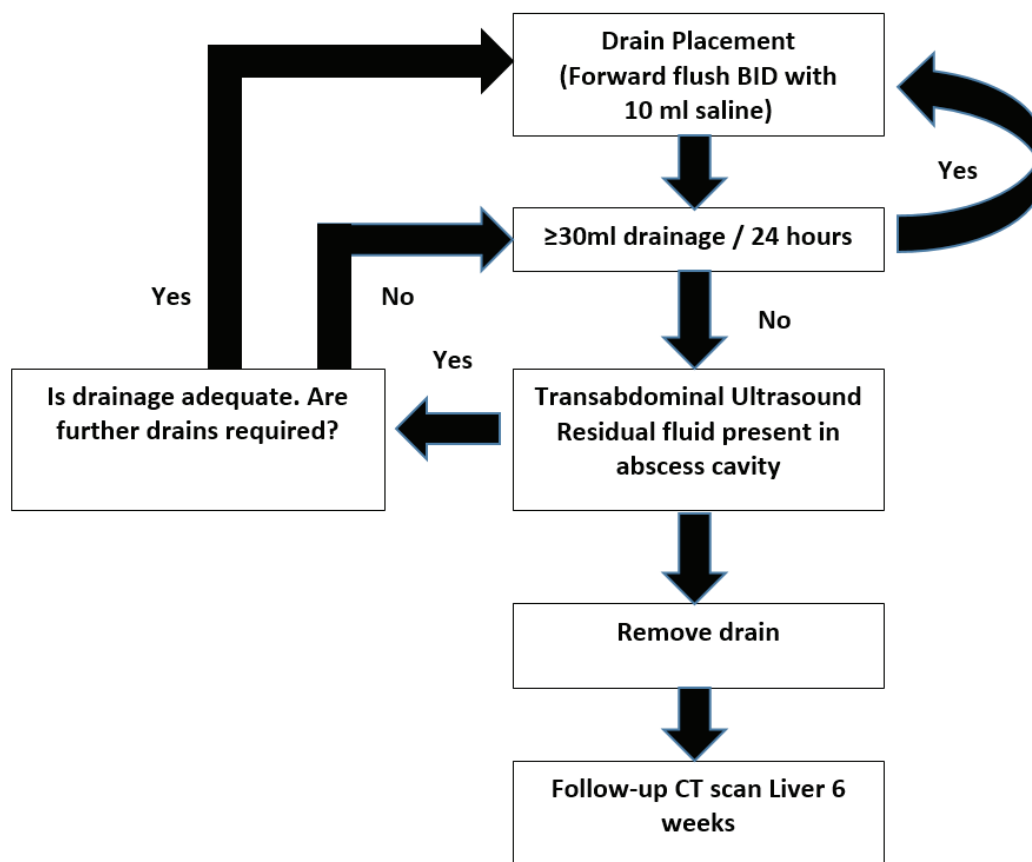 Drain Placement
(Forward flush BID with
10 ml saline)
Yes
≥30ml drainage / 24 hours
Yes
No
No
Yes
Is drainage adequate. Are
further drains required?
Transabdominal Ultrasound
Residual fluid present in
abscess cavity
Remove drain
Follow-up CT scan Liver 6
weeks